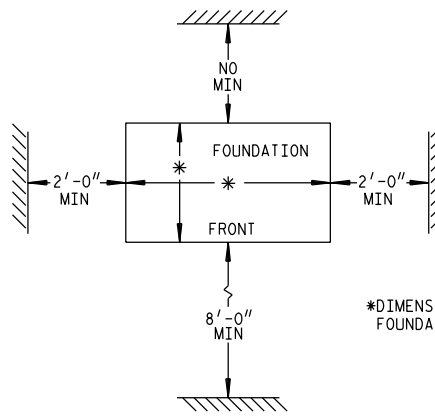 NO
MIN
FOUNDATION
*
2'-0"
MIN
*
2'-0"
MIN
FRONT
8'-0"
MIN
*DIMENS
FOUNDA